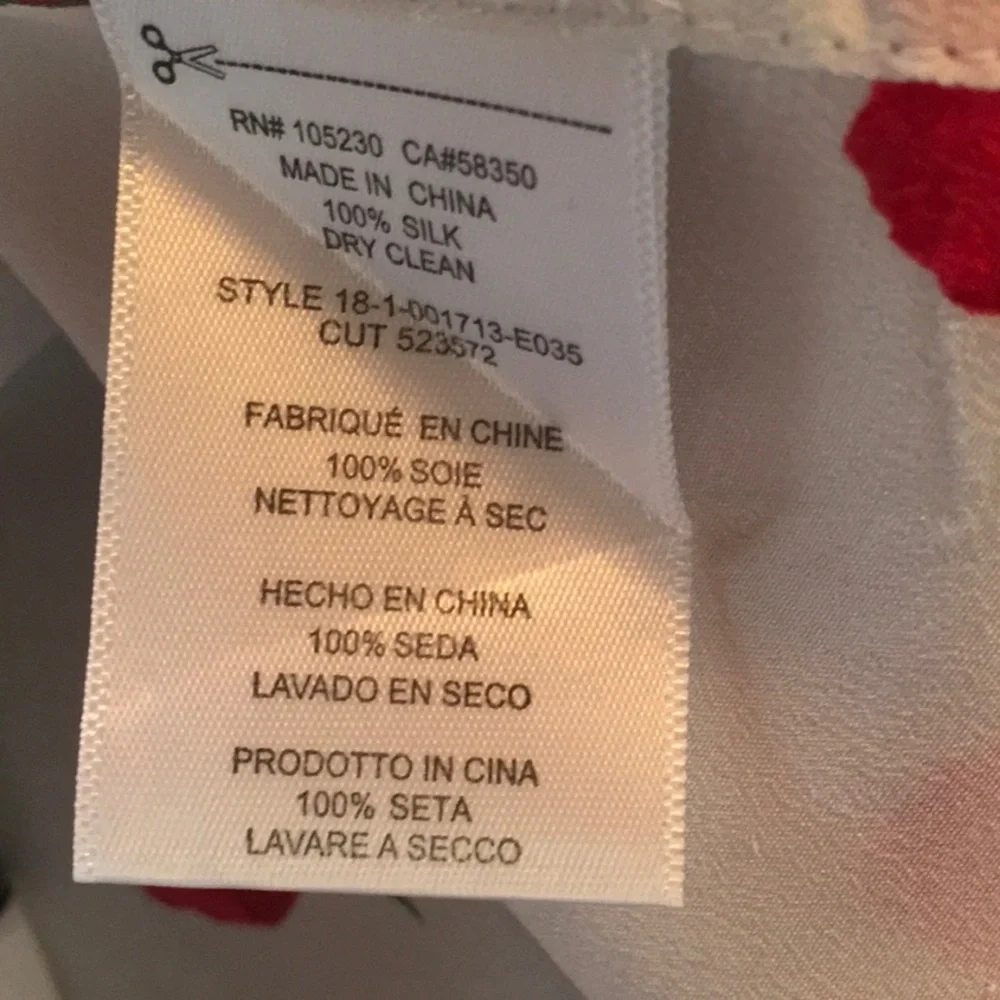 RN# 105230 CA#58350
MADE IN CHINA
100% SILK
DRY CLEAN
STYLE 18-1-001713-E035
CUT 523572
FABRIQUÉ EN CHINE
100% SOIE
NETTOYAGE À SEC
HECHO EN CHINA
100% SEDA
LAVADO EN SECO
PRODOTTO IN CINA
100% SETA
LAVARE A SECCO